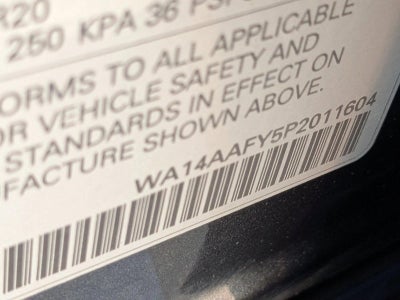 R20
250 KPA 36 PSI
ORMS TO ALL APPLICABLE
OR VEHICLE SAFETY AND
STANDARDS IN EFFECT ON
UFACTURE SHOWN ABOVE.
WA14AAFY5P2011604